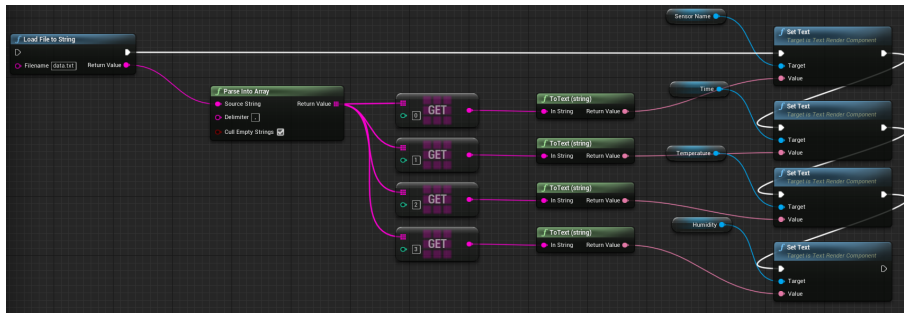 Load File to String
Filename data.txt Return Value
Parse Into Array
Source String Return Value
Delimiter ,
Cull Empty Strings
GET
0
GET
1
GET
2
GET
3
ToText (string)
In String Return Value
ToText (string)
In String Return Value
ToText (string)
In String Return Value
ToText (string)
In String Return Value
Sensor Name
Time
Temperature
Humidity
Set Text
Target is Text Render Component
Target
Value
Set Text
Target is Text Render Component
Target
Value
Set Text
Target is Text Render Component
Target
Value
Set Text
Target is Text Render Component
Target
Value